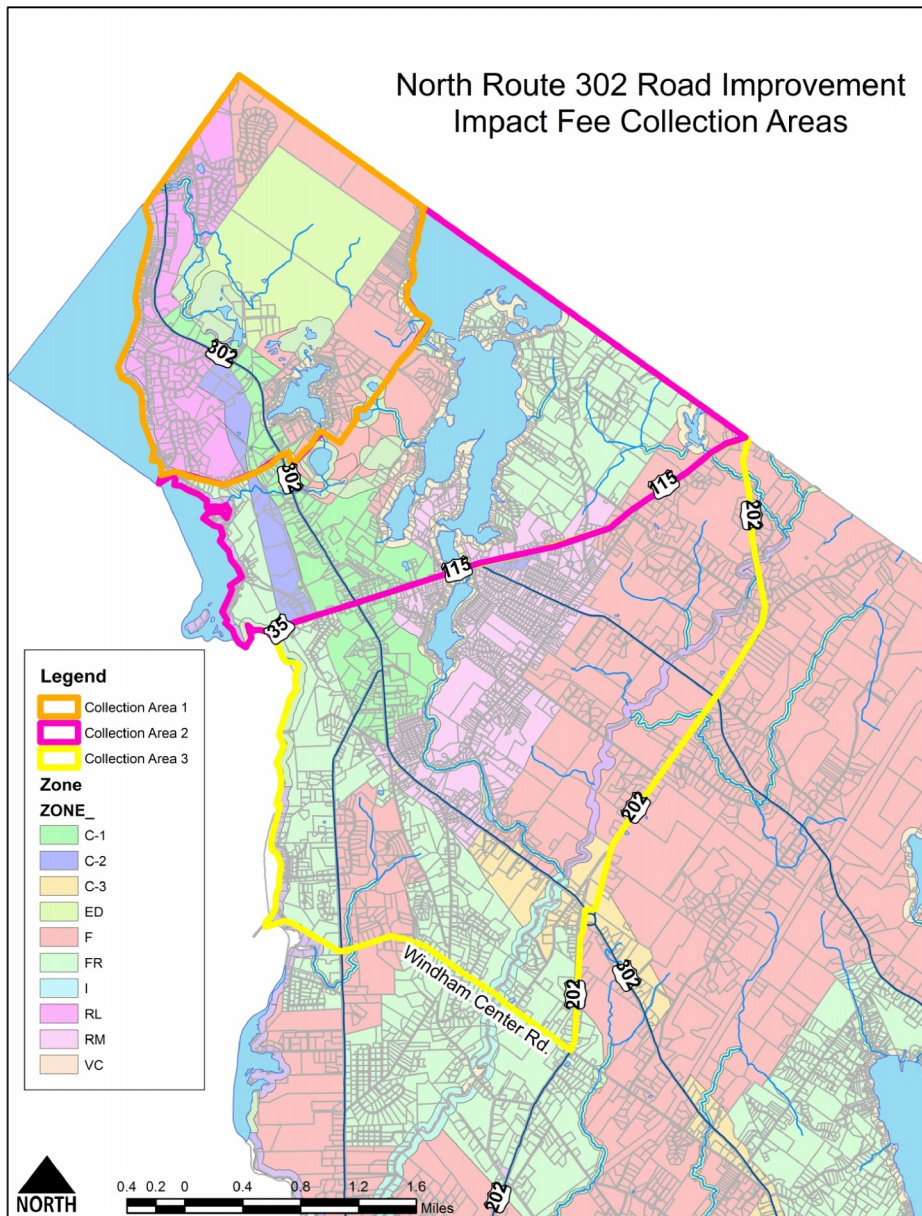 North Route 302 Road Improvement
Impact Fee Collection Areas
302
302
115
202
115
35
Legend
Collection Area 1
Collection Area 2
Collection Area 3
Zone
ZONE_
C-1
C-2
C-3
ED
F
FR
I
RL
RM
VC
202
Windham Center Rd.
302
202
202
NORTH
0.4 0.2 0 0.4 0.8 1.2 1.6
Miles